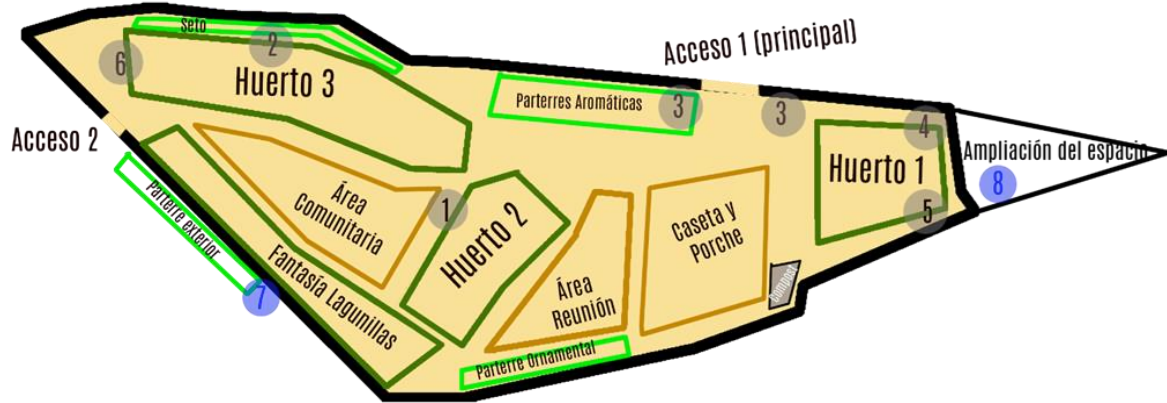 Seto
2
Acceso 1 (principal)
6
Huerto 3
Parterres Aromáticas
3
3
4
Acceso 2
Ampliación del espacio
Huerto 1
8
Parterre exterior
Área
Comunitaria
1
Huerto 2
5
Caseta y
Porche
Fantasía Lagunillas
7
Área
Reunión
compost
Parterre Ornamental